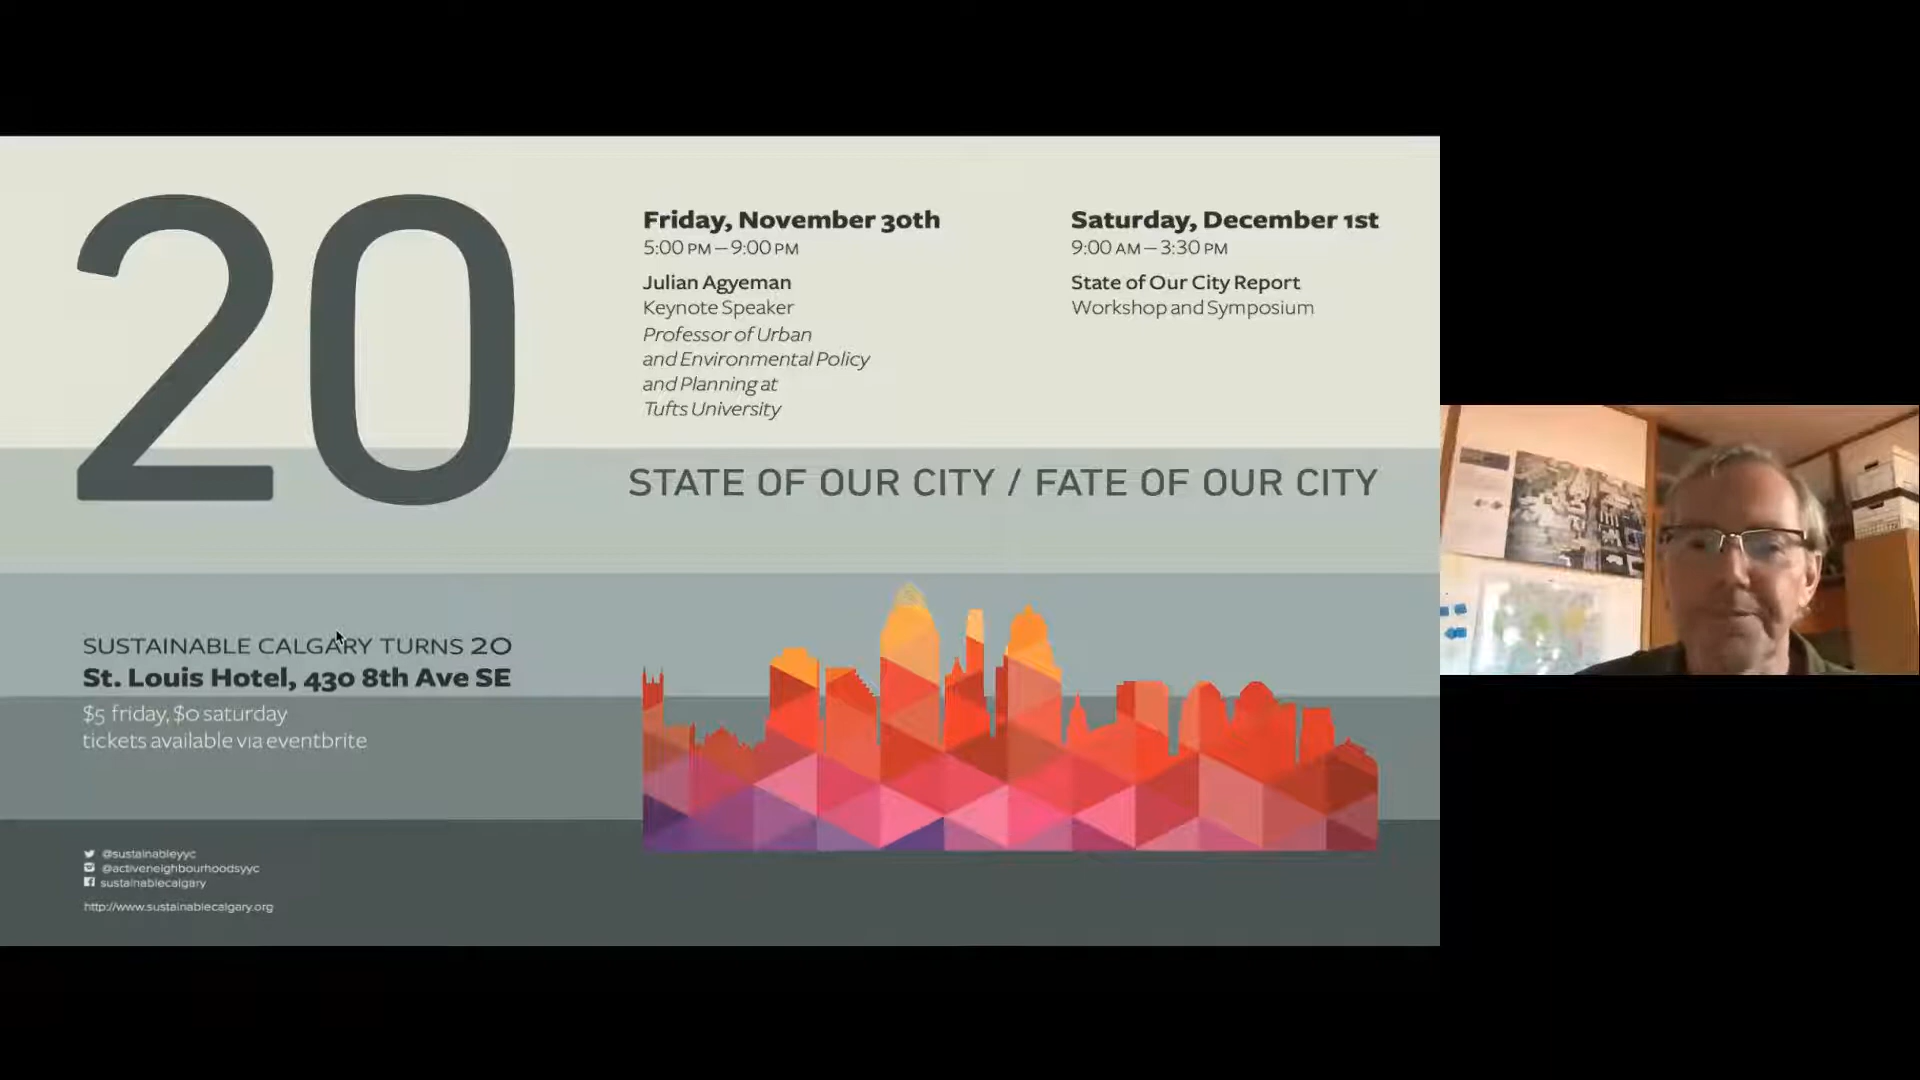 20
Friday, November 30th
5:00 PM – 9:00 PM
Julian Agyeman
Keynote Speaker
Professor of Urban
and Environmental Policy
and Planning at
Tufts University
Saturday, December 1st
9:00 AM – 3:30 PM
State of Our City Report
Workshop and Symposium
STATE OF OUR CITY / FATE OF OUR CITY
SUSTAINABLE CALGARY TURNS 20
St. Louis Hotel, 430 8th Ave SE
$5 friday, $0 saturday
tickets available via eventbrite
@sustainableyyc
@activeneighbourhoodsyyc
sustainablecalgary
http://www.sustainablecalgary.org